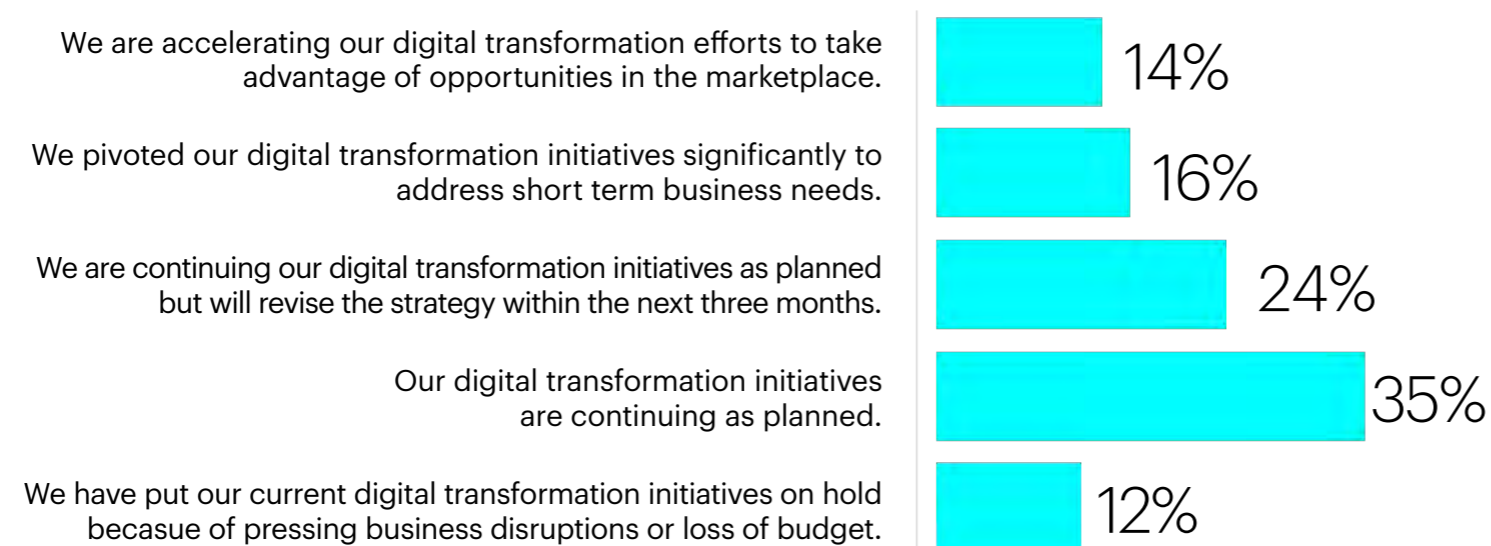 We are accelerating our digital transformation efforts to take
advantage of opportunities in the marketplace.
14%
We pivoted our digital transformation initiatives significantly to
address short term business needs.
16%
We are continuing our digital transformation initiatives as planned
but will revise the strategy within the next three months.
24%
Our digital transformation initiatives
are continuing as planned.
35%
We have put our current digital transformation initiatives on hold
becasue of pressing business disruptions or loss of budget.
12%